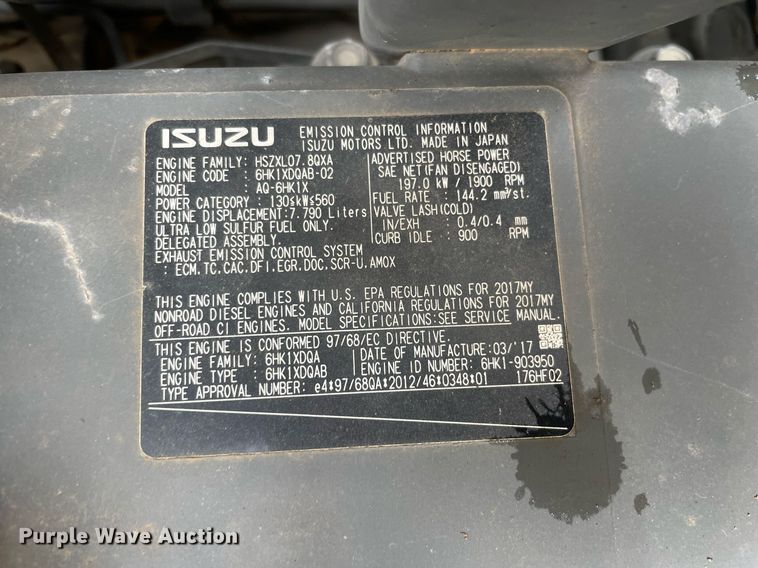 ISUZU
EMISSION CONTROL INFORMATION
ISUZU MOTORS LTD. MADE IN JAPAN
ENGINE FAMILY: HSZXL07.8QXA
ENGINE CODE : 6HK1XDQAB-02
MODEL : AQ-6HK1X
POWER CATEGORY : 130≤kW≤560
ENGINE DISPLACEMENT:7.790 Liters
ULTRA LOW SULFUR FUEL ONLY.
DELEGATED ASSEMBLY.
EXHAUST EMISSION CONTROL SYSTEM
: ECM.TC.CAC.DFI.EGR.DOC.SCR-U.AMOX
ADVERTISED HORSE POWER
SAE NET(FAN DISENGAGED)
197.0 kW / 1900 RPM
FUEL RATE : 144.2 mm³/st.
VALVE LASH(COLD)
IN/EXH : 0.4/0.4 mm
CURB IDLE : 900 RPM
THIS ENGINE COMPLIES WITH U.S. EPA REGULATIONS FOR 2017MY
NONROAD DIESEL ENGINES AND CALIFORNIA REGULATIONS FOR 2017MY
OFF-ROAD CI ENGINES. MODEL SPECIFICATIONS:SEE SERVICE MANUAL.
THIS ENGINE IS CONFORMED 97/68/EC DIRECTIVE.
ENGINE FAMILY: 6HK1XDQA DATE OF MANUFACTURE:03/'17
ENGINE TYPE : 6HK1XDQAB ENGINE ID NUMBER: 6HK1-903950
TYPE APPROVAL NUMBER: e4*97/68QA*2012/46*0348*01 176HF02
Purple Wave Auction